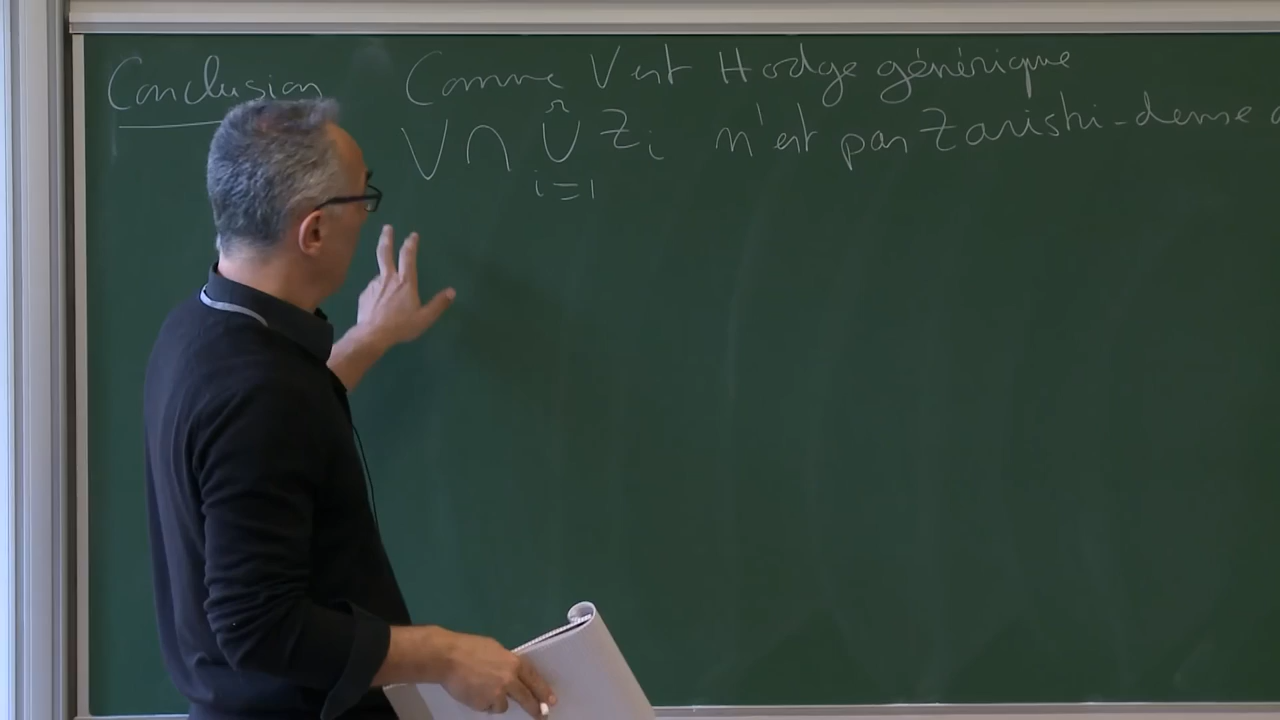 Conclusion Comme V est Hodge générique
V ∩ ⋃_{i=1}^{r} Z_i n'est pas Zariski-dense